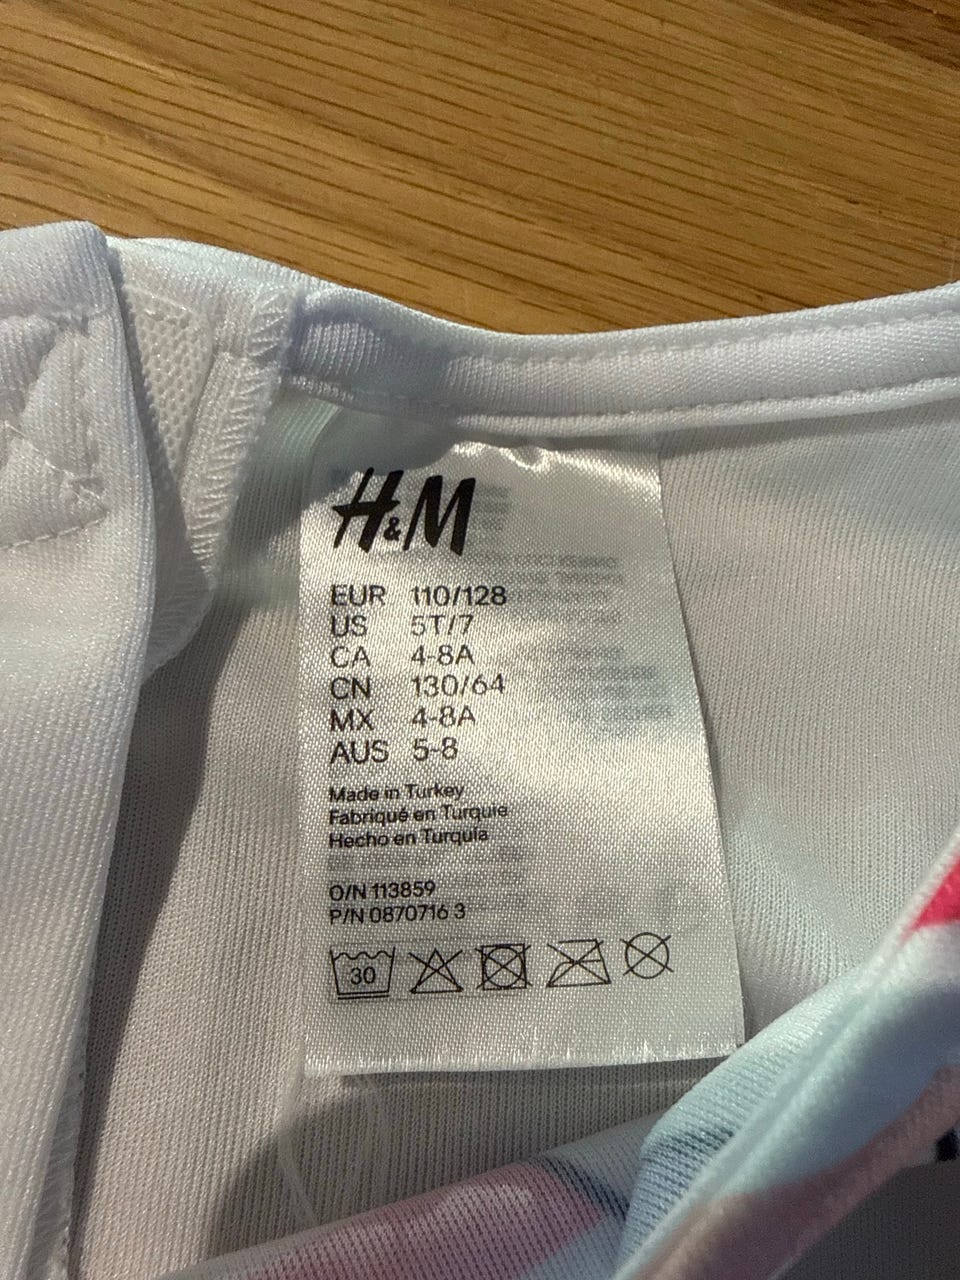 H&M
EUR 110/128
US 5T/7
CA 4-8A
CN 130/64
MX 4-8A
AUS 5-8
Made in Turkey
Fabriqué en Turquie
Hecho en Turquía
O/N 113859
P/N 0870716 3
30